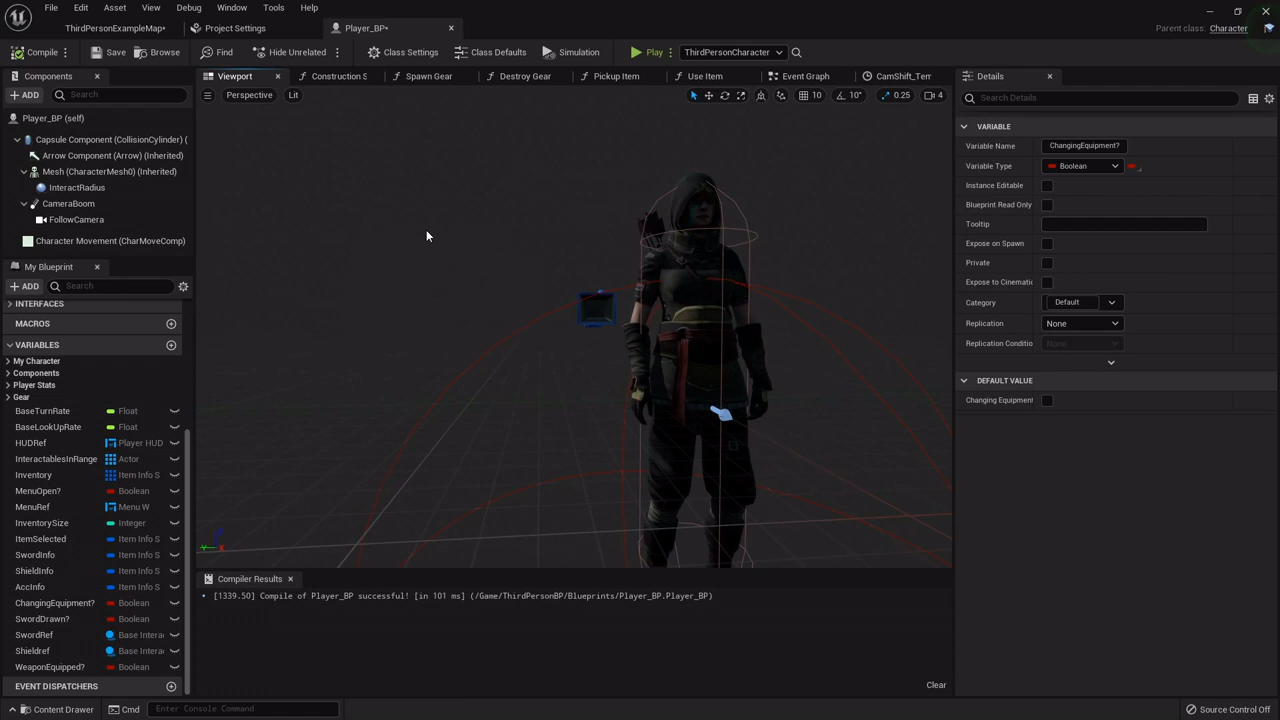 File Edit Asset View Debug Window Tools Help
ThirdPersonExampleMap* Project Settings Player_BP* Parent class: Character
Compile Save Browse Find Hide Unrelated Class Settings Class Defaults Simulation Play ThirdPersonCharacter
Components Viewport Construction S Spawn Gear Destroy Gear Pickup Item Use Item Event Graph CamShift_Tem Details
ADD Search Perspective Lit 10 10° 0.25 4 Search Details
Player_BP (self)
Capsule Component (CollisionCylinder) (
Arrow Component (Arrow) (Inherited)
Mesh (CharacterMesh0) (Inherited)
InteractRadius
CameraBoom
FollowCamera
Character Movement (CharMoveComp)
My Blueprint
ADD Search
INTERFACES
MACROS
VARIABLES
My Character
Components
Player Stats
Gear
BaseTurnRate Float
BaseLookUpRate Float
HUDRef Player HUD
InteractablesInRange Actor
Inventory Item Info S
MenuOpen? Boolean
MenuRef Menu W
InventorySize Integer
ItemSelected Item Info S
SwordInfo Item Info S
ShieldInfo Item Info S
AccInfo Item Info S
ChangingEquipment? Boolean
SwordDrawn? Boolean
SwordRef Base Intera
Shieldref Base Intera
WeaponEquipped? Boolean
EVENT DISPATCHERS
Compiler Results
[1339.50] Compile of Player_BP successful! [in 101 ms] (/Game/ThirdPersonBP/Blueprints/Player_BP.Player_BP)
Clear
VARIABLE
Variable Name ChangingEquipment?
Variable Type Boolean
Instance Editable
Blueprint Read Only
Tooltip
Expose on Spawn
Private
Expose to Cinematic
Category Default
Replication None
Replication Conditio None
DEFAULT VALUE
Changing Equipment
Content Drawer Cmd Enter Console Command Source Control Off